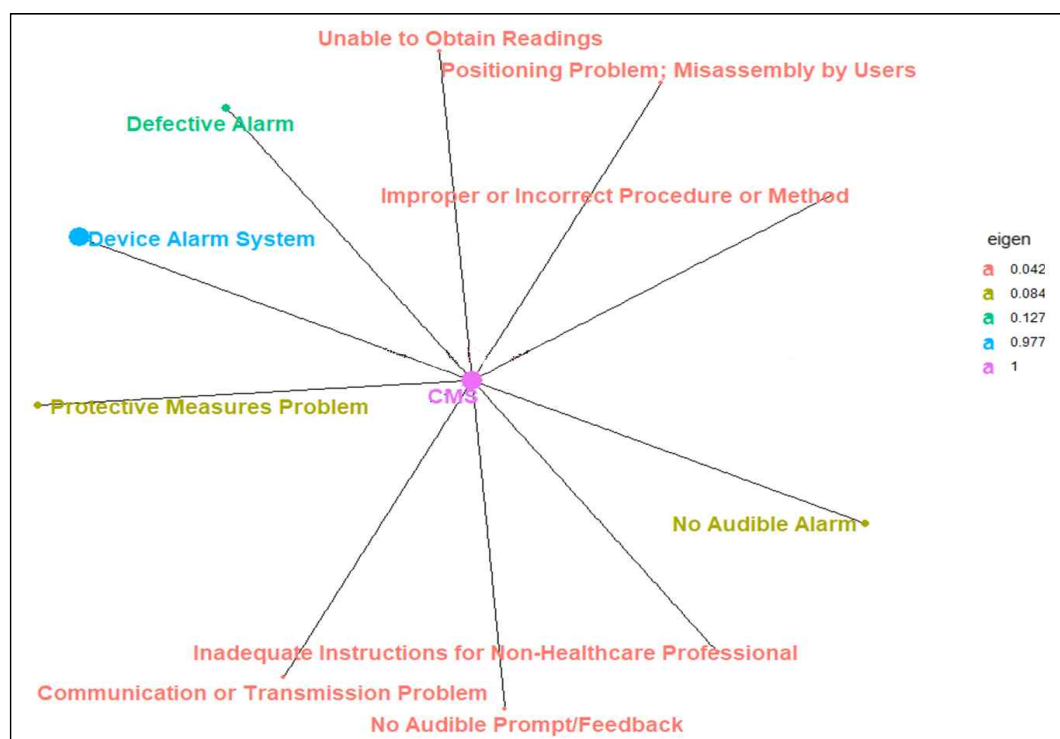 Unable to Obtain Readings
Positioning Problem; Misassembly by Users
Defective Alarm
Improper or Incorrect Procedure or Method
Device Alarm System
CMS
Protective Measures Problem
No Audible Alarm
Inadequate Instructions for Non-Healthcare Professional
Communication or Transmission Problem
No Audible Prompt/Feedback
eigen
a 0.042
a 0.084
a 0.127
a 0.977
a 1